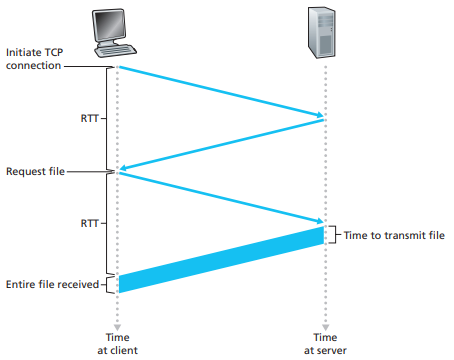 Initiate TCP
connection
RTT
Request file
RTT
Time to transmit file
Entire file received
Time
at client
Time
at server